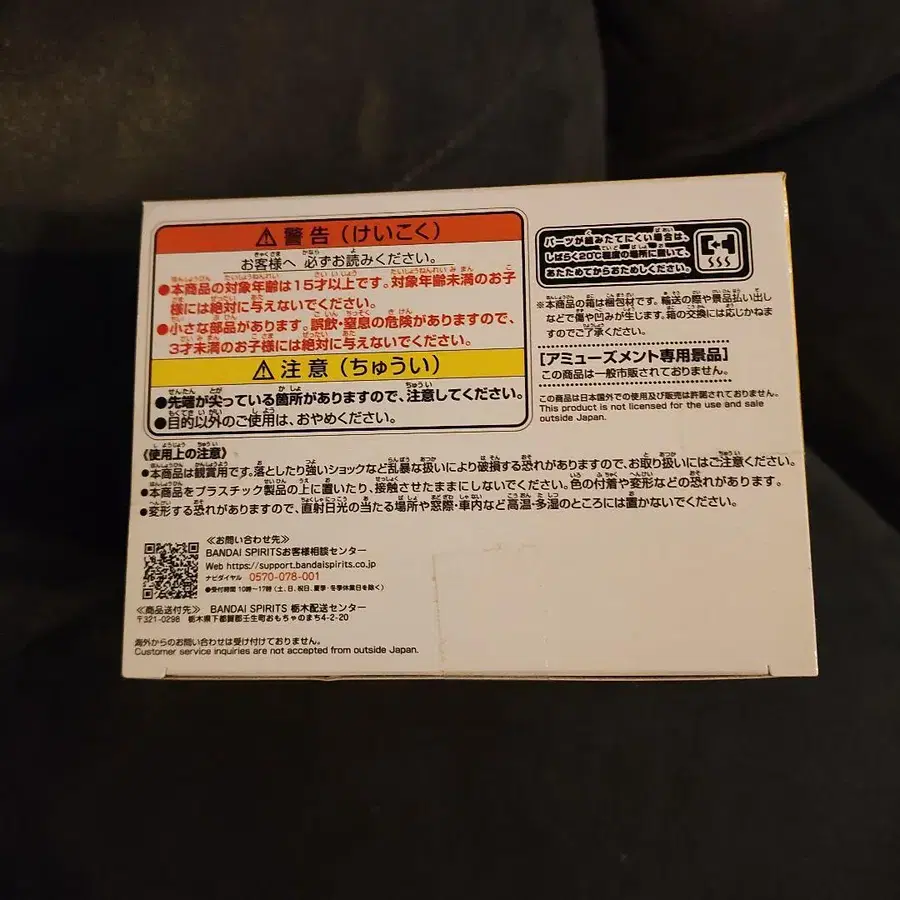 ⚠警告（けいこく）
お客様へ 必ずお読みください。
●本商品の対象年齢は15才以上です。対象年齢未満のお子
様には絶対に与えないでください。
●小さな部品があります。誤飲・窒息の危険がありますので、
3才未満のお子様には絶対に与えないでください。
⚠注意（ちゅうい）
●先端が尖っている箇所がありますので、注意してください。
●目的以外のご使用は、おやめください。
パーツが組みたてにくい場合は、
しばらく20℃程度の場所に置いて、
あたためてからおためしください。
※本商品の箱は梱包材です。輸送の際や景品払い出し
などで傷や凹みが生じます。箱の交換には応じかねま
すのでご了承ください。
[アミューズメント専用景品]
この商品は一般市販されておりません。
この商品は日本国外での使用及び販売は許諾されておりません。
This product is not licensed for the use and sale
outside Japan.
《使用上の注意》
●本商品は観賞用です。落としたり強いショックなど乱暴な扱いにより破損する恐れがありますので、お取り扱いにはご注意ください。
●本商品をプラスチック製品の上に置いたり、接触させたままにしないでください。色の付着や変形などの恐れがあります。
●変形する恐れがありますので、直射日光の当たる場所や窓際・車内など高温・多湿のところには置かないでください。
≪お問い合わせ先≫
BANDAI SPIRITSお客様相談センター
Web https://support.bandaispirits.co.jp
ナビダイヤル 0570-078-001
●受付時間 10時～17時（土、日、祝日、夏季・冬季休業日を除く）
≪商品送付先≫ BANDAI SPIRITS 栃木配送センター
〒321-0298 栃木県下都賀郡壬生町おもちゃのまち4-2-20
海外からのお問い合わせは受け付けておりません。
Customer service inquiries are not accepted from outside Japan.